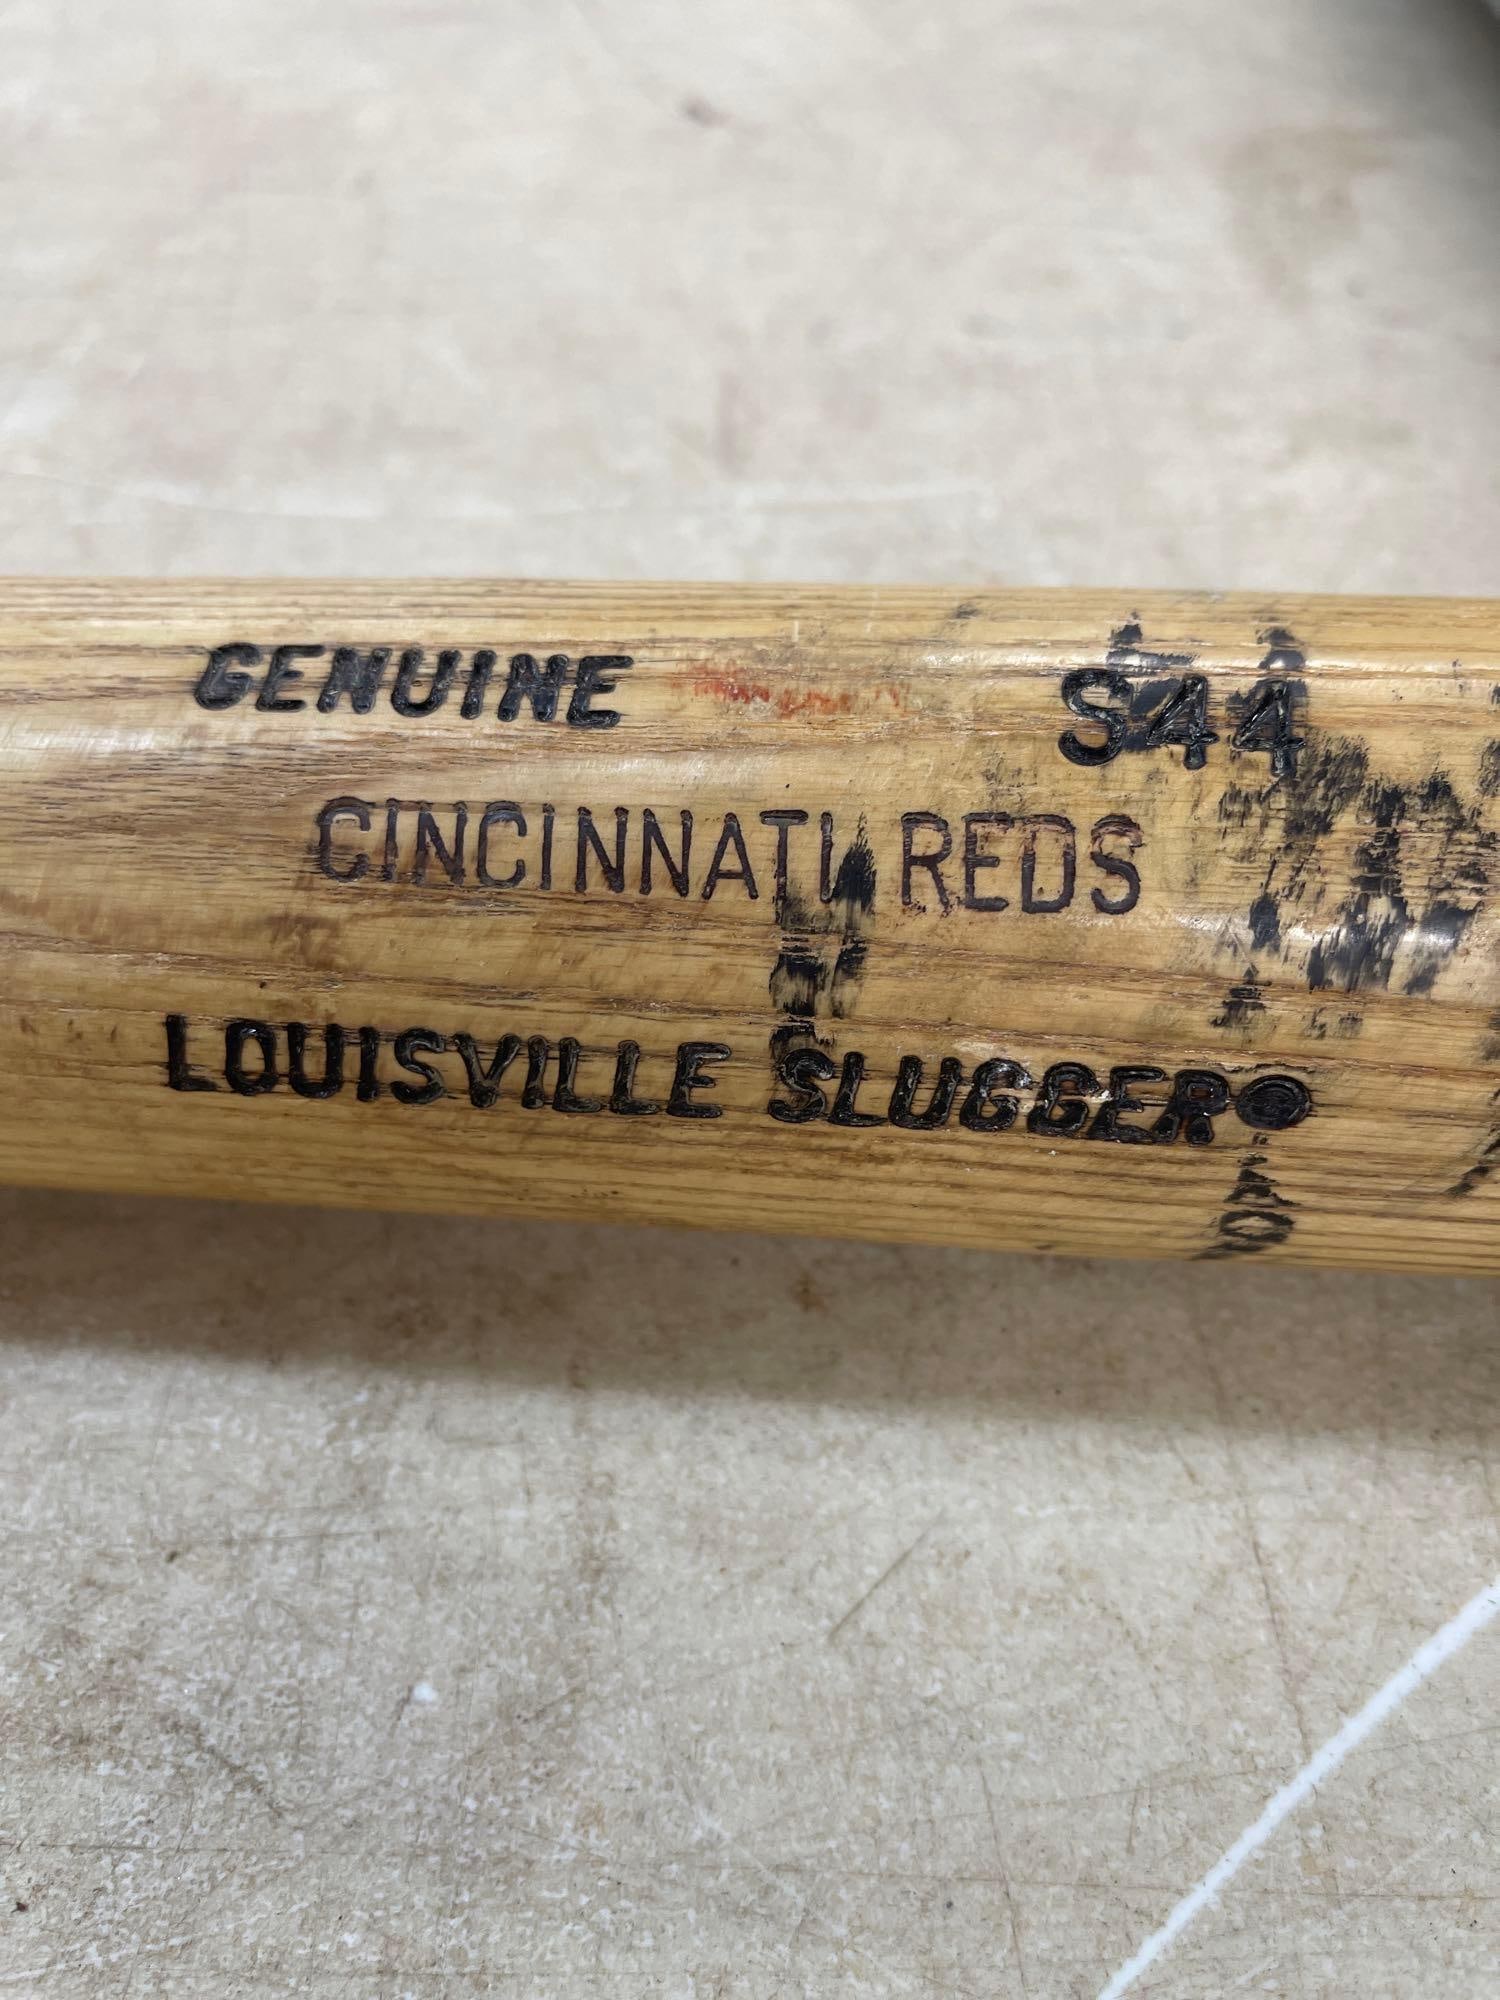 GENUINE S44
CINCINNATI REDS
LOUISVILLE SLUGGER®